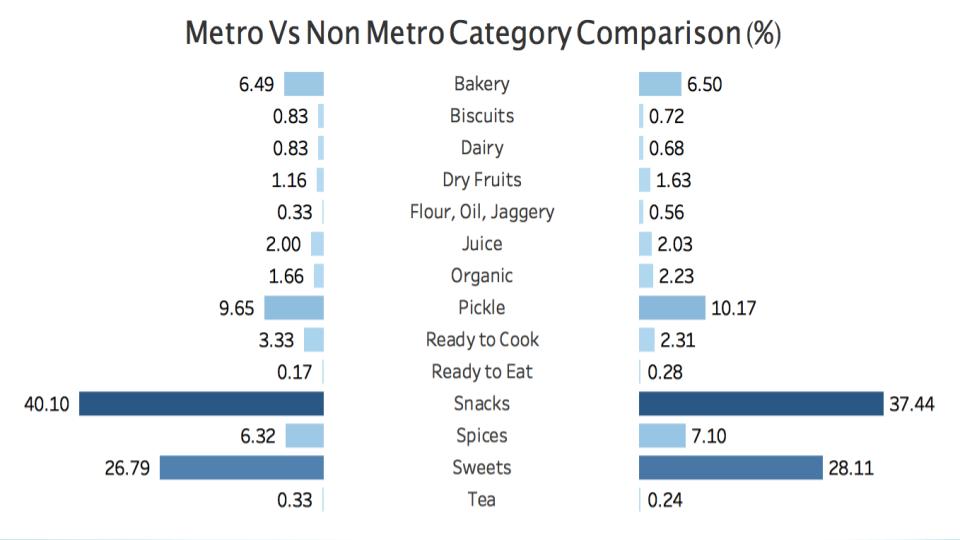 Metro Vs Non Metro Category Comparison (%)
6.49 Bakery 6.50
0.83 Biscuits 0.72
0.83 Dairy 0.68
1.16 Dry Fruits 1.63
0.33 Flour, Oil, Jaggery 0.56
2.00 Juice 2.03
1.66 Organic 2.23
9.65 Pickle 10.17
3.33 Ready to Cook 2.31
0.17 Ready to Eat 0.28
40.10 Snacks 37.44
6.32 Spices 7.10
26.79 Sweets 28.11
0.33 Tea 0.24